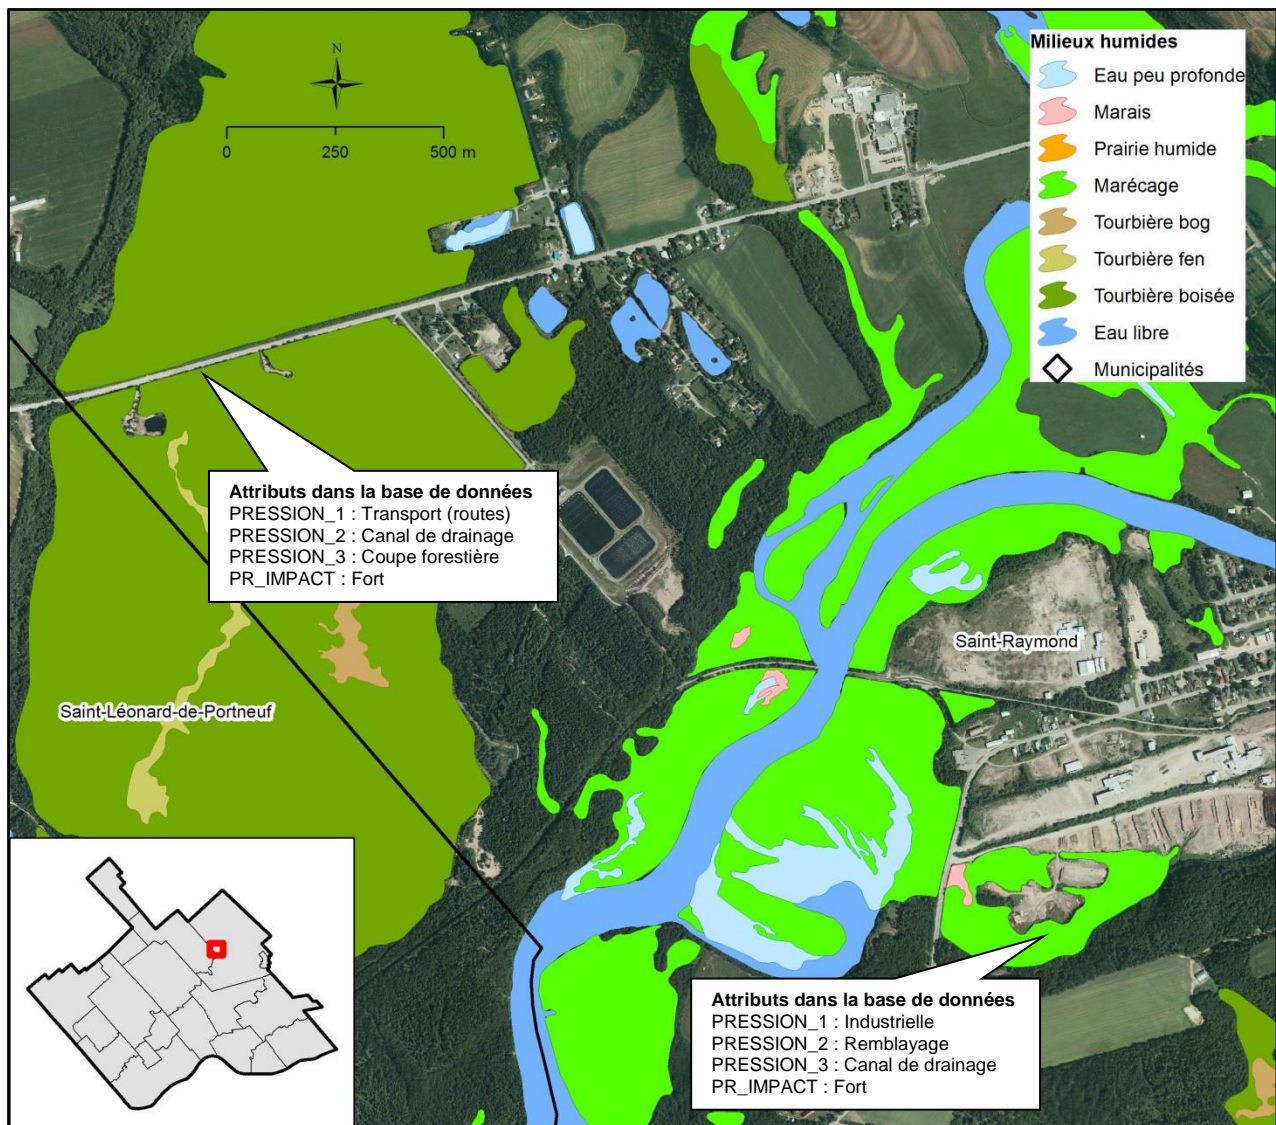 N
0 250 500 m
Milieux humides
Eau peu profonde
Marais
Prairie humide
Marécage
Tourbière bog
Tourbière fen
Tourbière boisée
Eau libre
Municipalités
Attributs dans la base de données
PRESSION_1 : Transport (routes)
PRESSION_2 : Canal de drainage
PRESSION_3 : Coupe forestière
PR_IMPACT : Fort
Saint-Raymond
Saint-Léonard-de-Portneuf
Attributs dans la base de données
PRESSION_1 : Industrielle
PRESSION_2 : Remblayage
PRESSION_3 : Canal de drainage
PR_IMPACT : Fort